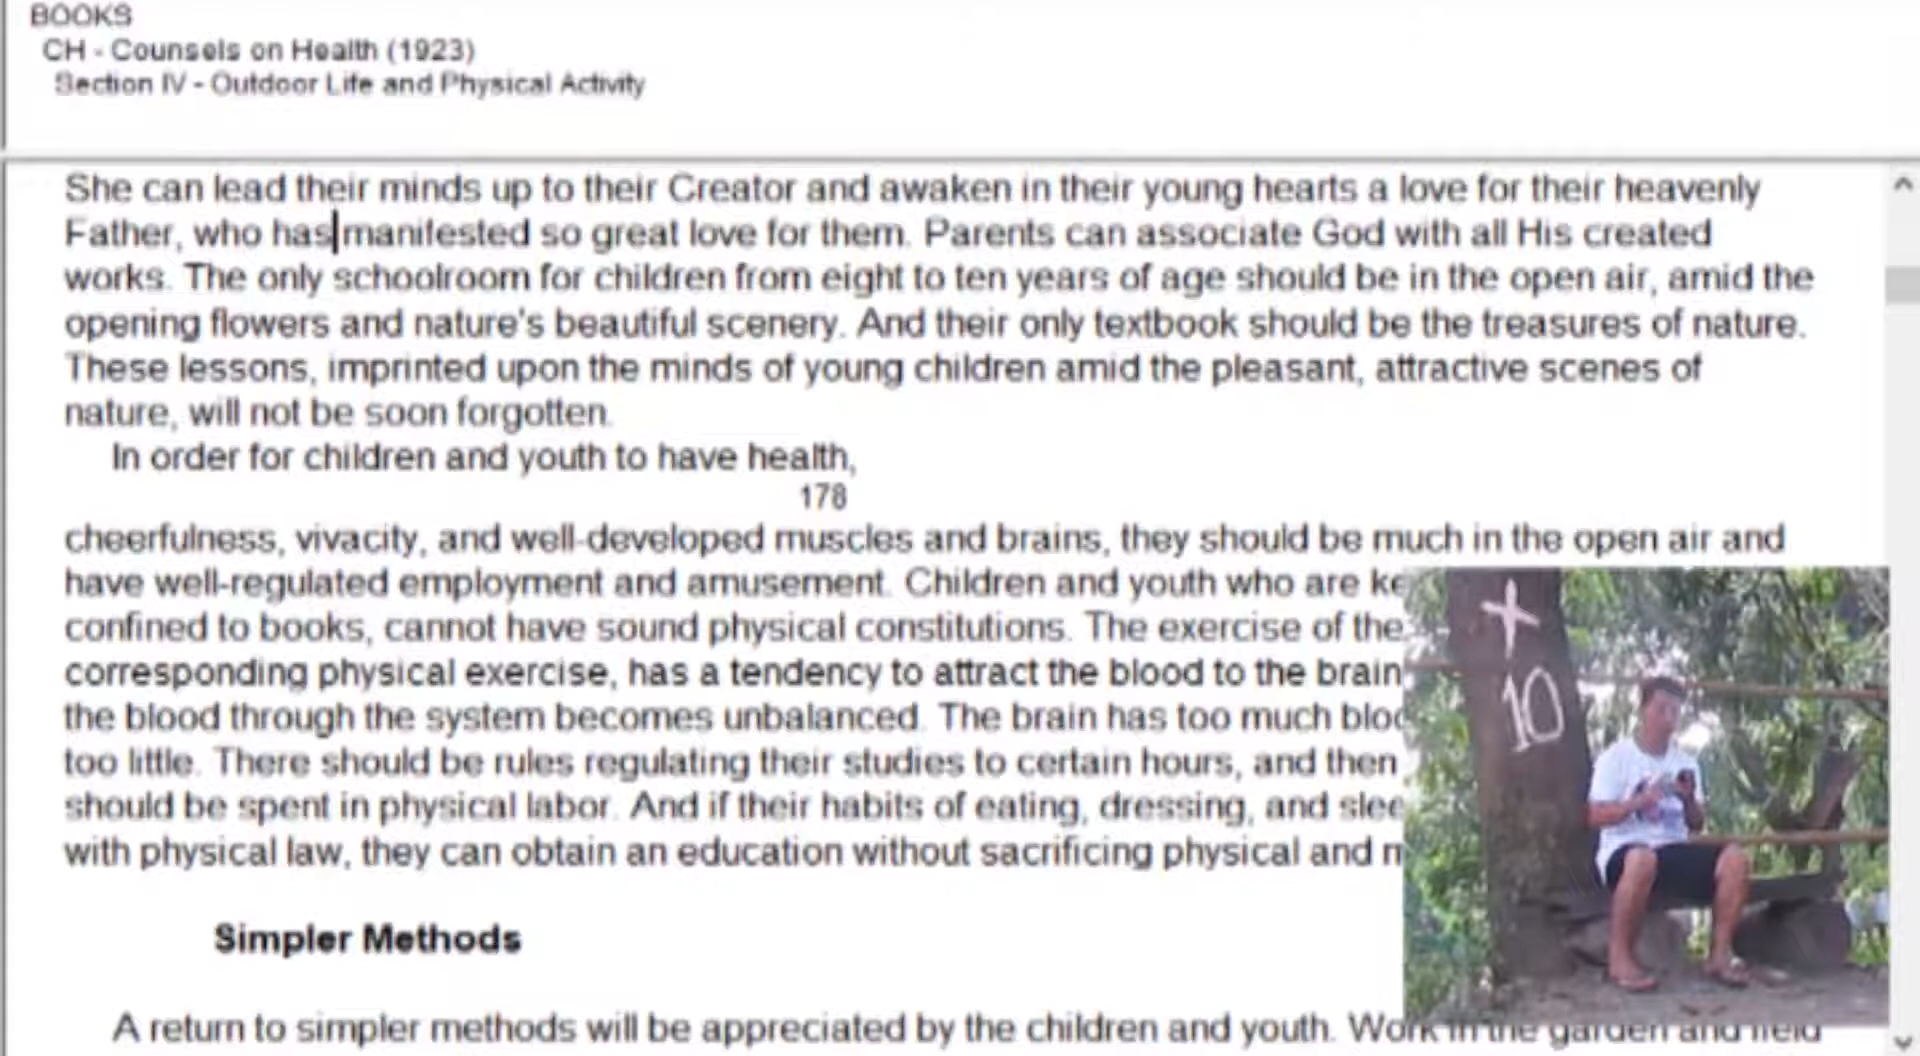 BOOKS
CH - Counsels on Health (1923)
Section IV - Outdoor Life and Physical Activity
She can lead their minds up to their Creator and awaken in their young hearts a love for their heavenly
Father, who has manifested so great love for them. Parents can associate God with all His created
works. The only schoolroom for children from eight to ten years of age should be in the open air, amid the
opening flowers and nature's beautiful scenery. And their only textbook should be the treasures of nature.
These lessons, imprinted upon the minds of young children amid the pleasant, attractive scenes of
nature, will not be soon forgotten.
In order for children and youth to have health,
178
cheerfulness, vivacity, and well-developed muscles and brains, they should be much in the open air and
have well-regulated employment and amusement. Children and youth who are
confined to books, cannot have sound physical constitutions. The exercise of the
corresponding physical exercise, has a tendency to attract the blood to the brain
the blood through the system becomes unbalanced. The brain has too much
too little. There should be rules regulating their studies to certain hours, and then
should be spent in physical labor. And if their habits of eating, dressing, and
with physical law, they can obtain an education without sacrificing physical and
+
10
Simpler Methods
A return to simpler methods will be appreciated by the children and youth. Work in the garden and field